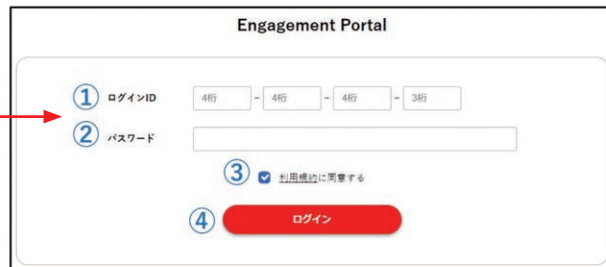 Engagement Portal
① ログインID 4桁 - 4桁 - 4桁 - 3桁
② パスワード
③ 利用規約に同意する
④ ログイン